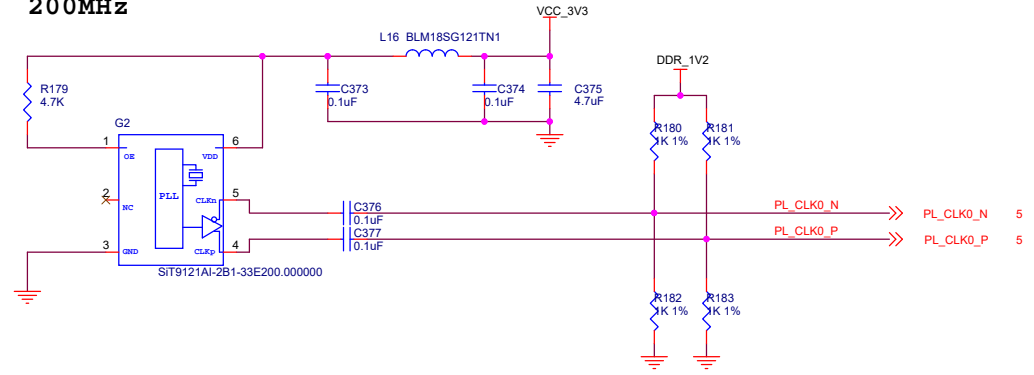 200MHz
VCC_3V3
L16 BLM18SG121TN1
DDR_1V2
R179
4.7K
C373
0.1uF
C374
0.1uF
C375
4.7uF
R180
1K 1%
R181
1K 1%
G2
1
OE
VDD
6
2
NC
PLL
CLKn
5
3
GND
CLKp
4
SiT9121AI-2B1-33E200.000000
C376
0.1uF
C377
0.1uF
PL_CLK0_N
PL_CLK0_N 5
PL_CLK0_P
PL_CLK0_P 5
R182
1K 1%
R183
1K 1%